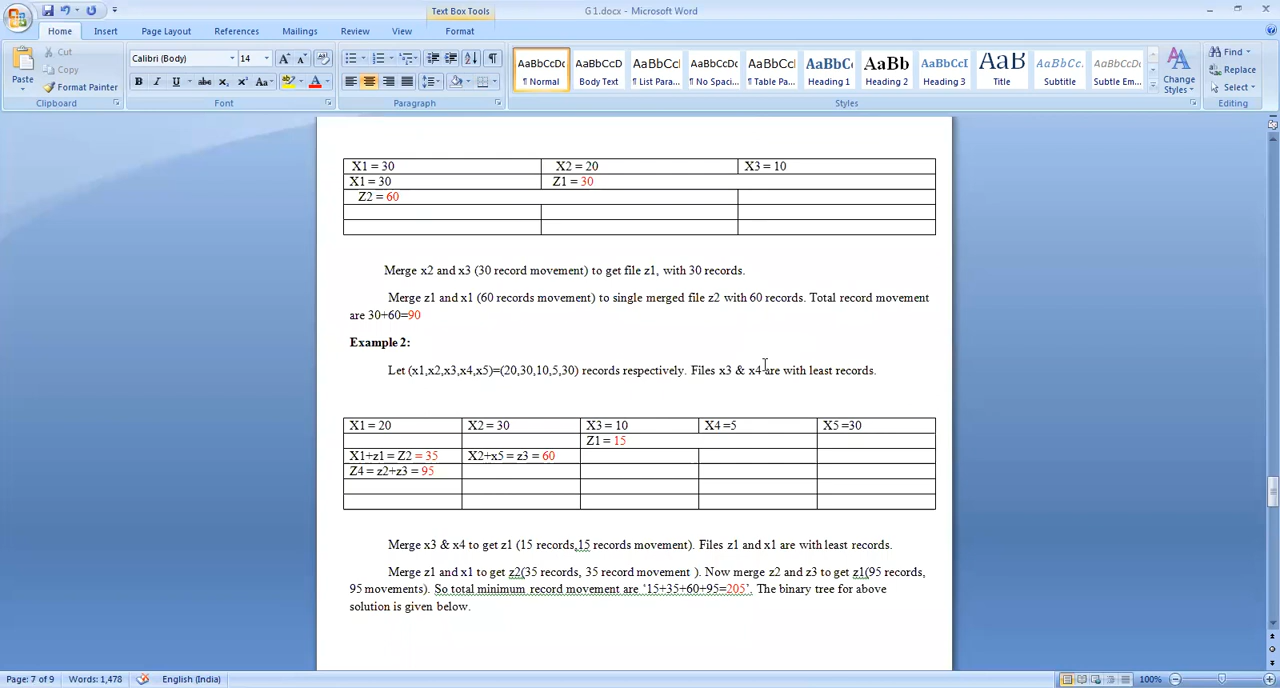 Text Box Tools
G 1.docx - Microsoft Word
Home Insert Page Layout References Mailings Review View Format
Paste
Cut
Copy
Format Painter
Clipboard
Calibri (Body) 14
B I U abc x₂ x² Aa
Font
Paragraph
AaBbCcDc AaBbCcDc AaBbCcI AaBbCcDc AaBbCcI AaBbC AaBbC AaBbCcI AaB AaBbCc. AaBbCcDc
¶ Normal Body Text ¶ List Para... ¶ No Spaci... ¶ Table Pa... Heading 1 Heading 2 Heading 3 Title Subtitle Subtle Em...
Change Styles
Styles
Find
Replace
Select
Editing
X1 = 30 X2 = 20 X3 = 10
X1 = 30 Z1 = 30
Z2 = 60
Merge x2 and x3 (30 record movement) to get file z1, with 30 records.
Merge z1 and x1 (60 records movement) to single merged file z2 with 60 records. Total record movement
are 30+60=90
Example 2:
Let (x1,x2,x3,x4,x5)=(20,30,10,5,30) records respectively. Files x3 & x4 are with least records.
X1 = 20 X2 = 30 X3 = 10 X4 =5 X5 =30
Z1 = 15
X1+z1 = Z2 = 35 X2+x5 = z3 = 60
Z4 = z2+z3 = 95
Merge x3 & x4 to get z1 (15 records,15 records movement). Files z1 and x1 are with least records.
Merge z1 and x1 to get z2(35 records, 35 record movement ). Now merge z2 and z3 to get z1(95 records,
95 movements). So total minimum record movement are '15+35+60+95=205'. The binary tree for above
solution is given below.
Page: 7 of 9 Words: 1,478 English (India) 100%